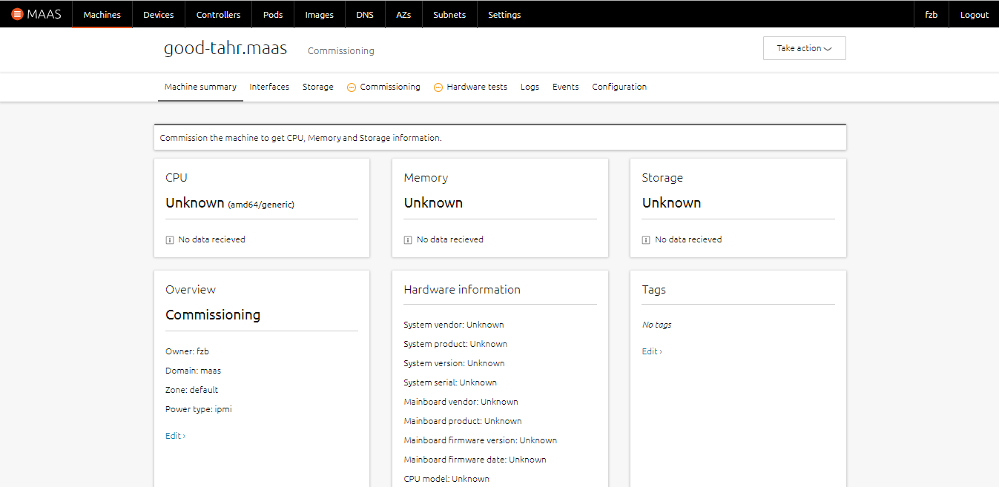 MAAS Machines Devices Controllers Pods Images DNS AZs Subnets Settings fzb Logout
good-tahr.maas Commissioning Take action
Machine summary Interfaces Storage Commissioning Hardware tests Logs Events Configuration
Commission the machine to get CPU, Memory and Storage information.
CPU
Unknown (amd64/generic)
No data recieved
Memory
Unknown
No data recieved
Storage
Unknown
No data recieved
Overview
Commissioning
Owner: fzb
Domain: maas
Zone: default
Power type: ipmi
Edit ›
Hardware information
System vendor: Unknown
System product: Unknown
System version: Unknown
System serial: Unknown
Mainboard vendor: Unknown
Mainboard product: Unknown
Mainboard firmware version: Unknown
Mainboard firmware date: Unknown
CPU model: Unknown
Tags
No tags
Edit ›